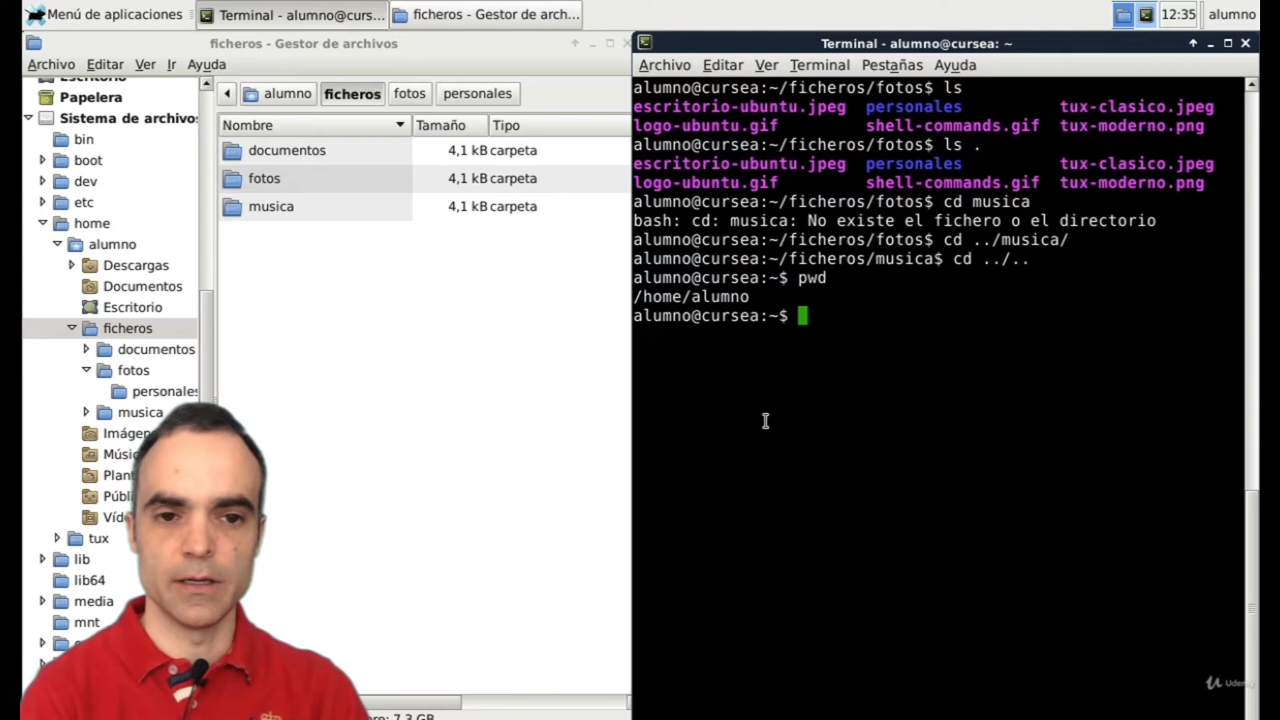 Menú de aplicaciones
Terminal - alumno@curs...
ficheros - Gestor de arch...
12:35
alumno
ficheros - Gestor de archivos
Archivo Editar Ver Ir Ayuda
Papelera
Sistema de archivos
bin
boot
dev
etc
home
alumno
Descargas
Documentos
Escritorio
ficheros
documentos
fotos
personales
musica
tux
lib
lib64
media
mnt
alumno ficheros fotos personales
Nombre Tamaño Tipo
documentos 4,1 kB carpeta
fotos 4,1 kB carpeta
musica 4,1 kB carpeta
Terminal - alumno@cursea: ~
Archivo Editar Ver Terminal Pestañas Ayuda
alumno@cursea:~/ficheros/fotos$ ls
escritorio-ubuntu.jpeg personales tux-clasico.jpeg
logo-ubuntu.gif shell-commands.gif tux-moderno.png
alumno@cursea:~/ficheros/fotos$ ls .
escritorio-ubuntu.jpeg personales tux-clasico.jpeg
logo-ubuntu.gif shell-commands.gif tux-moderno.png
alumno@cursea:~/ficheros/fotos$ cd musica
bash: cd: musica: No existe el fichero o el directorio
alumno@cursea:~/ficheros/fotos$ cd ../musica/
alumno@cursea:~/ficheros/musica$ cd ../..
alumno@cursea:~$ pwd
/home/alumno
alumno@cursea:~$